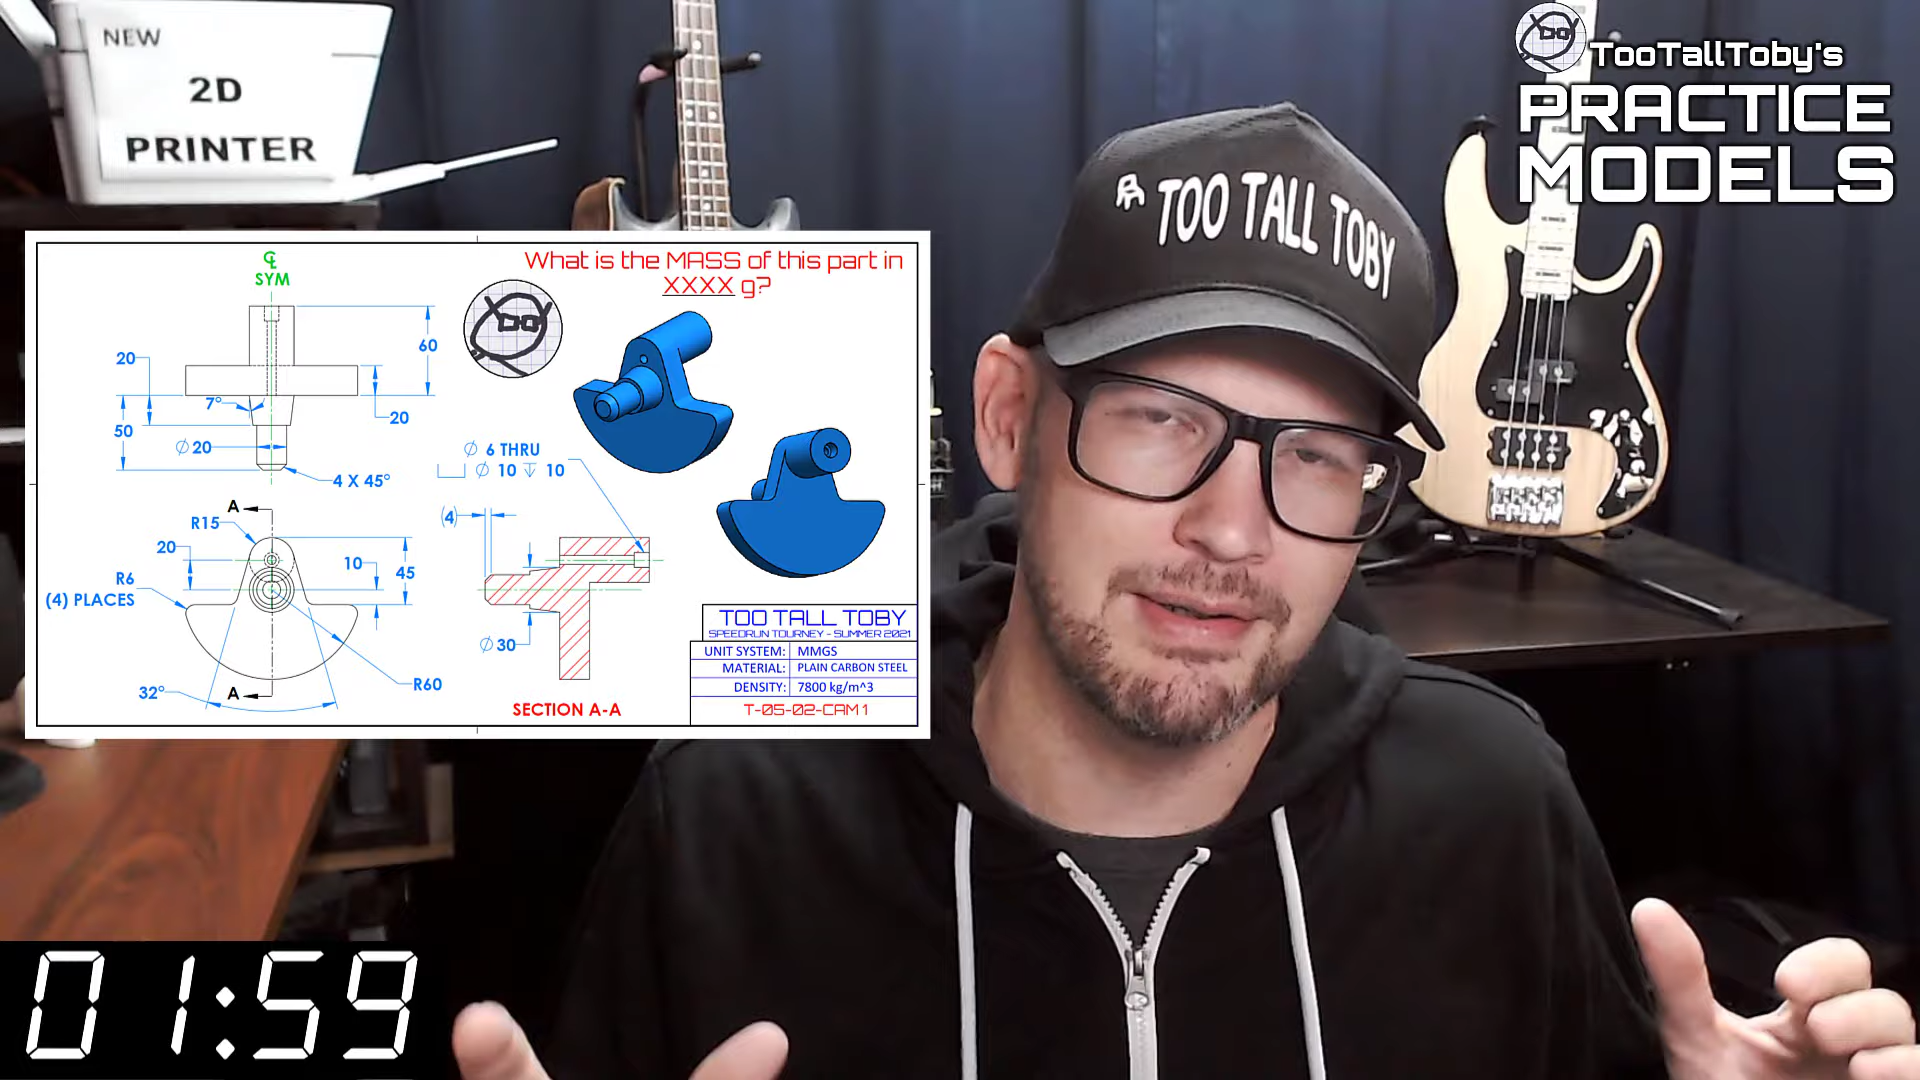 NEW
2D
PRINTER
TooTallToby's
PRACTICE
MODELS
TOO TALL TOBY
What is the MASS of this part in
XXXX g?
℄
SYM
60
20
7°
20
50
⌀20
4 X 45°
⌀ 6 THRU
⌴ ⌀ 10 ↧ 10
(4)
A
R15
20
10
45
R6
(4) PLACES
⌀30
R60
32°
A
SECTION A-A
TOO TALL TOBY
SPEEDRUN TOURNEY - SUMMER 2021
UNIT SYSTEM: MMGS
MATERIAL: PLAIN CARBON STEEL
DENSITY: 7800 kg/m^3
T-05-02-CAM 1
01:59